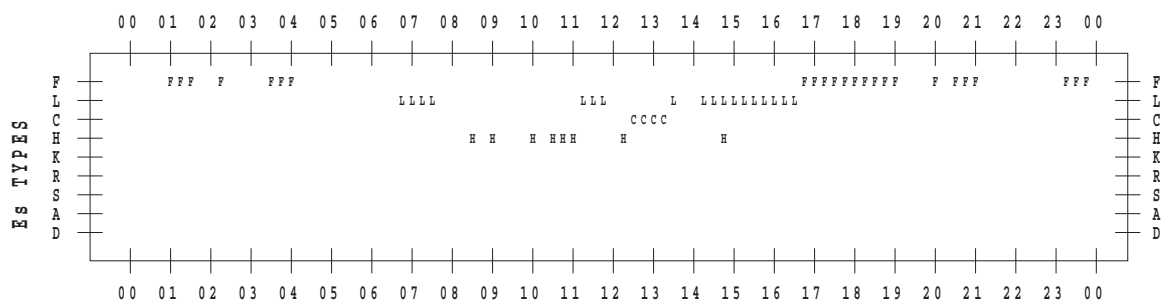 00 01 02 03 04 05 06 07 08 09 10 11 12 13 14 15 16 17 18 19 20 21 22 23 00
F FFF F FFF FFFFFFFFFF F FFF FFF F
L LLLL LLL L LLLLLLLLLL L
C CCCC C
H H H H HHH H H H
K K
R R
S S
A A
D D
Es TYPES
00 01 02 03 04 05 06 07 08 09 10 11 12 13 14 15 16 17 18 19 20 21 22 23 00